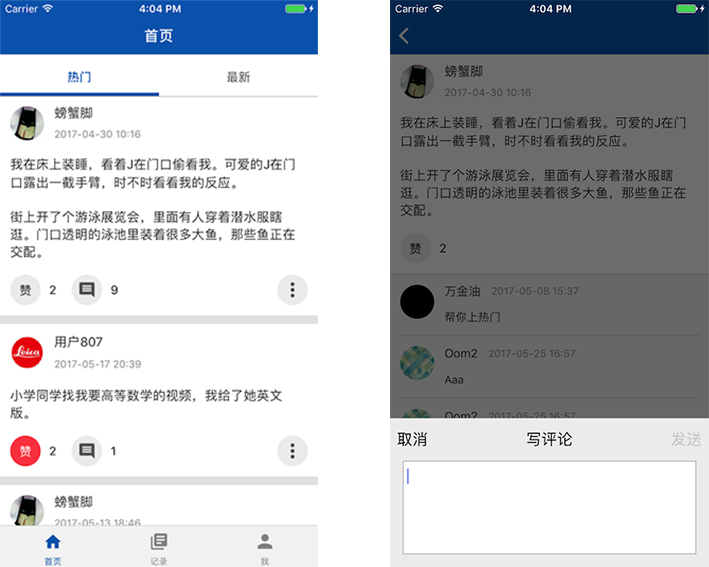 Carrier 4:04 PM
首页
热门 最新
螃蟹脚
2017-04-30 10:16
我在床上装睡，看着J在门口偷看我。可爱的J在门
口露出一截手臂，时不时看看我的反应。
街上开了个游泳展览会，里面有人穿着潜水服瞎
逛。门口透明的泳池里装着很多大鱼，那些鱼正在
交配。
赞 2 9
Leica
用户807
2017-05-17 20:39
小学同学找我要高等数学的视频，我给了她英文
版。
赞 2 1
螃蟹脚
2017-05-13 18:46
首页 记录 我
Carrier 4:04 PM
螃蟹脚
2017-04-30 10:16
我在床上装睡，看着J在门口偷看我。可爱的J在门
口露出一截手臂，时不时看看我的反应。
街上开了个游泳展览会，里面有人穿着潜水服瞎
逛。门口透明的泳池里装着很多大鱼，那些鱼正在
交配。
赞 2
万金油 2017-05-08 15:37
帮你上热门
Oom2 2017-05-25 16:57
Aaa
Oom2 2017-05-25 16:57
取消 写评论 发送